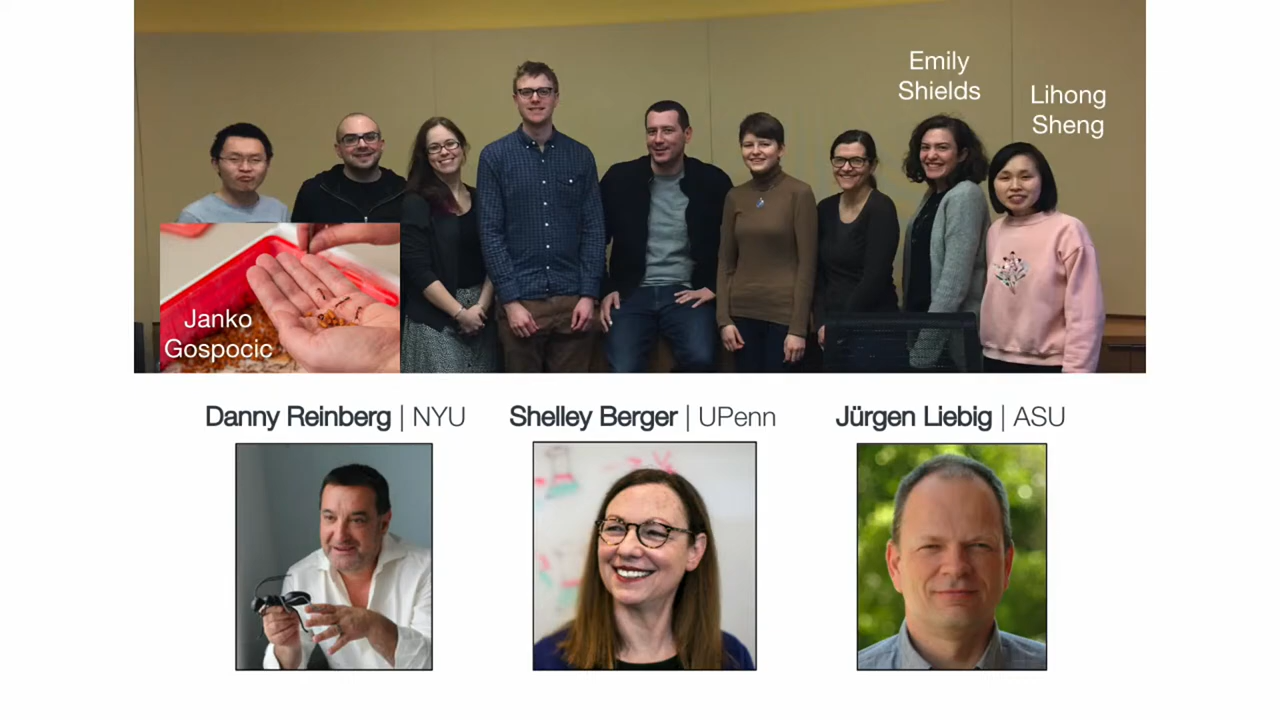 Emily
Shields
Lihong
Sheng
Janko
Gospocic
Danny Reinberg | NYU
Shelley Berger | UPenn
Jürgen Liebig | ASU